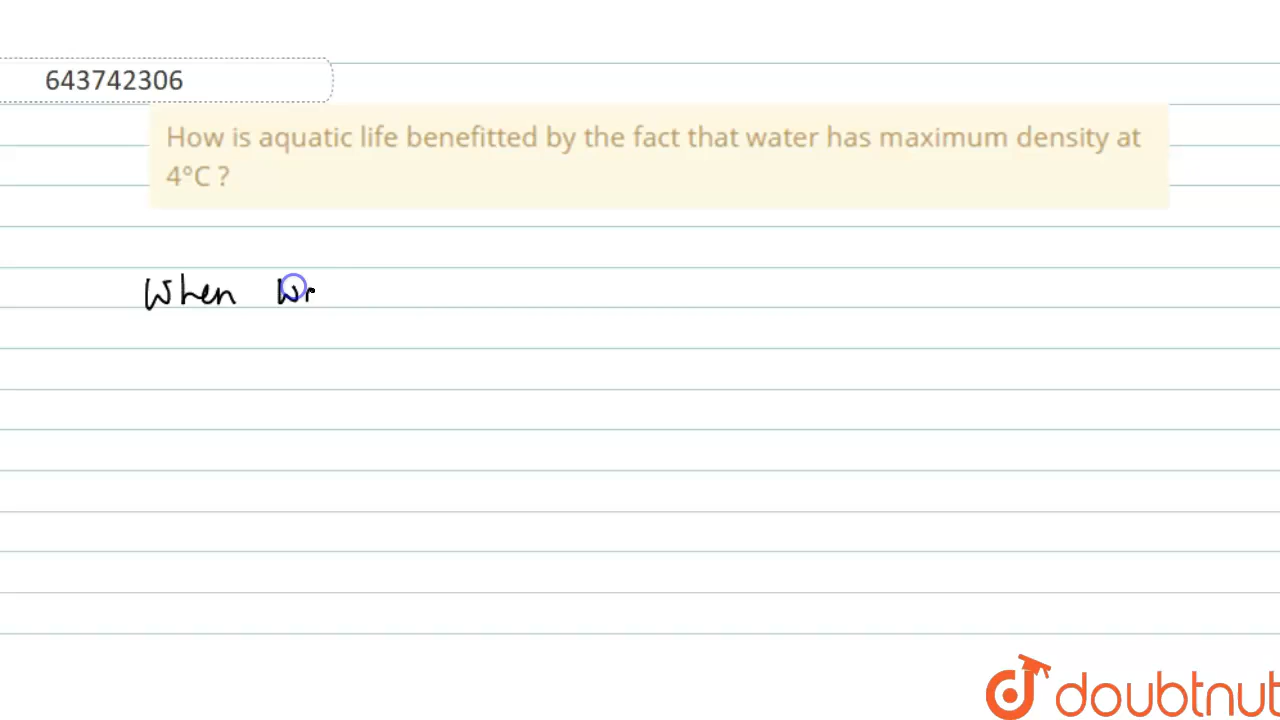 643742306
How is aquatic life benefitted by the fact that water has maximum density at
4°C ?
When
doubtnut